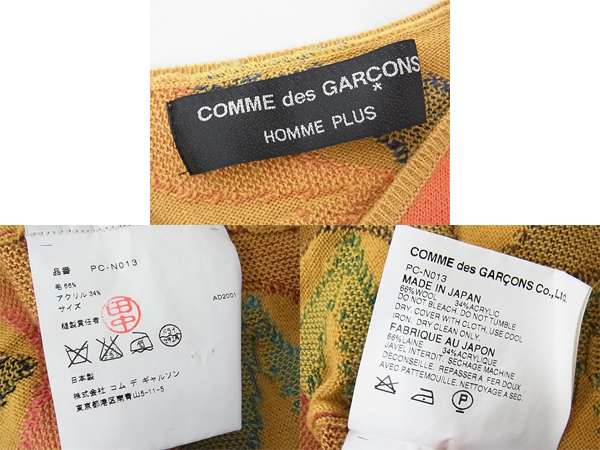 COMME des GARÇONS
*
HOMME PLUS
品番 PC-N013
毛 66%
アクリル 34%
サイズ
AD2001
縫製責任者
田中
日本製
株式会社 コム デ ギャルソン
東京都港区南青山5-11-5
COMME des GARÇONS Co., Ltd.
PC-N013
MADE IN JAPAN
66%WOOL 34%ACRYLIC
DO NOT BLEACH. DO NOT TUMBLE
DRY. COVER WITH CLOTH, USE COOL
IRON. DRY CLEAN ONLY.
FABRIQUE AU JAPON
66%LAINE 34%ACRYLIQUE
JAVEL INTERDIT. SECHAGE MACHINE
DECONSEILLE. REPASSER A FER DOUX
AVEC PATTEMOUILLE. NETTOYAGE A SEC.
P